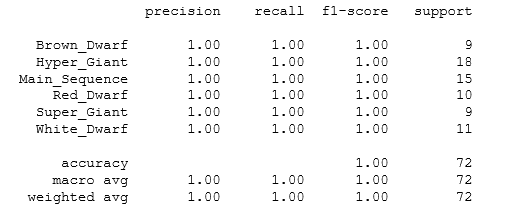 precision recall f1-score support
Brown_Dwarf 1.00 1.00 1.00 9
Hyper_Giant 1.00 1.00 1.00 18
Main_Sequence 1.00 1.00 1.00 15
Red_Dwarf 1.00 1.00 1.00 10
Super_Giant 1.00 1.00 1.00 9
White_Dwarf 1.00 1.00 1.00 11
accuracy 1.00 72
macro avg 1.00 1.00 1.00 72
weighted avg 1.00 1.00 1.00 72